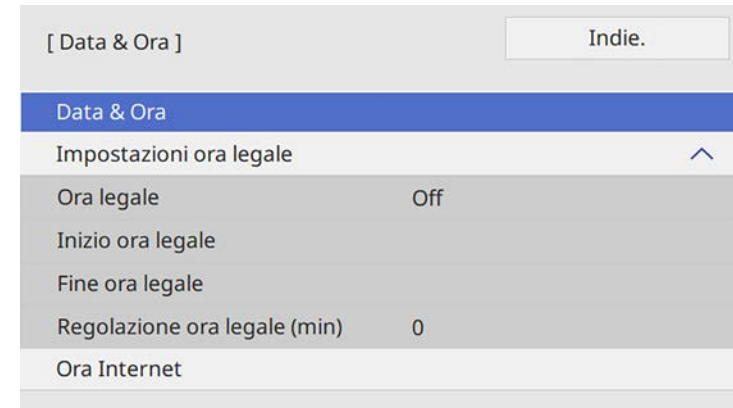 [ Data & Ora ]
Indie.
Data & Ora
Impostazioni ora legale
Ora legale Off
Inizio ora legale
Fine ora legale
Regolazione ora legale (min) 0
Ora Internet